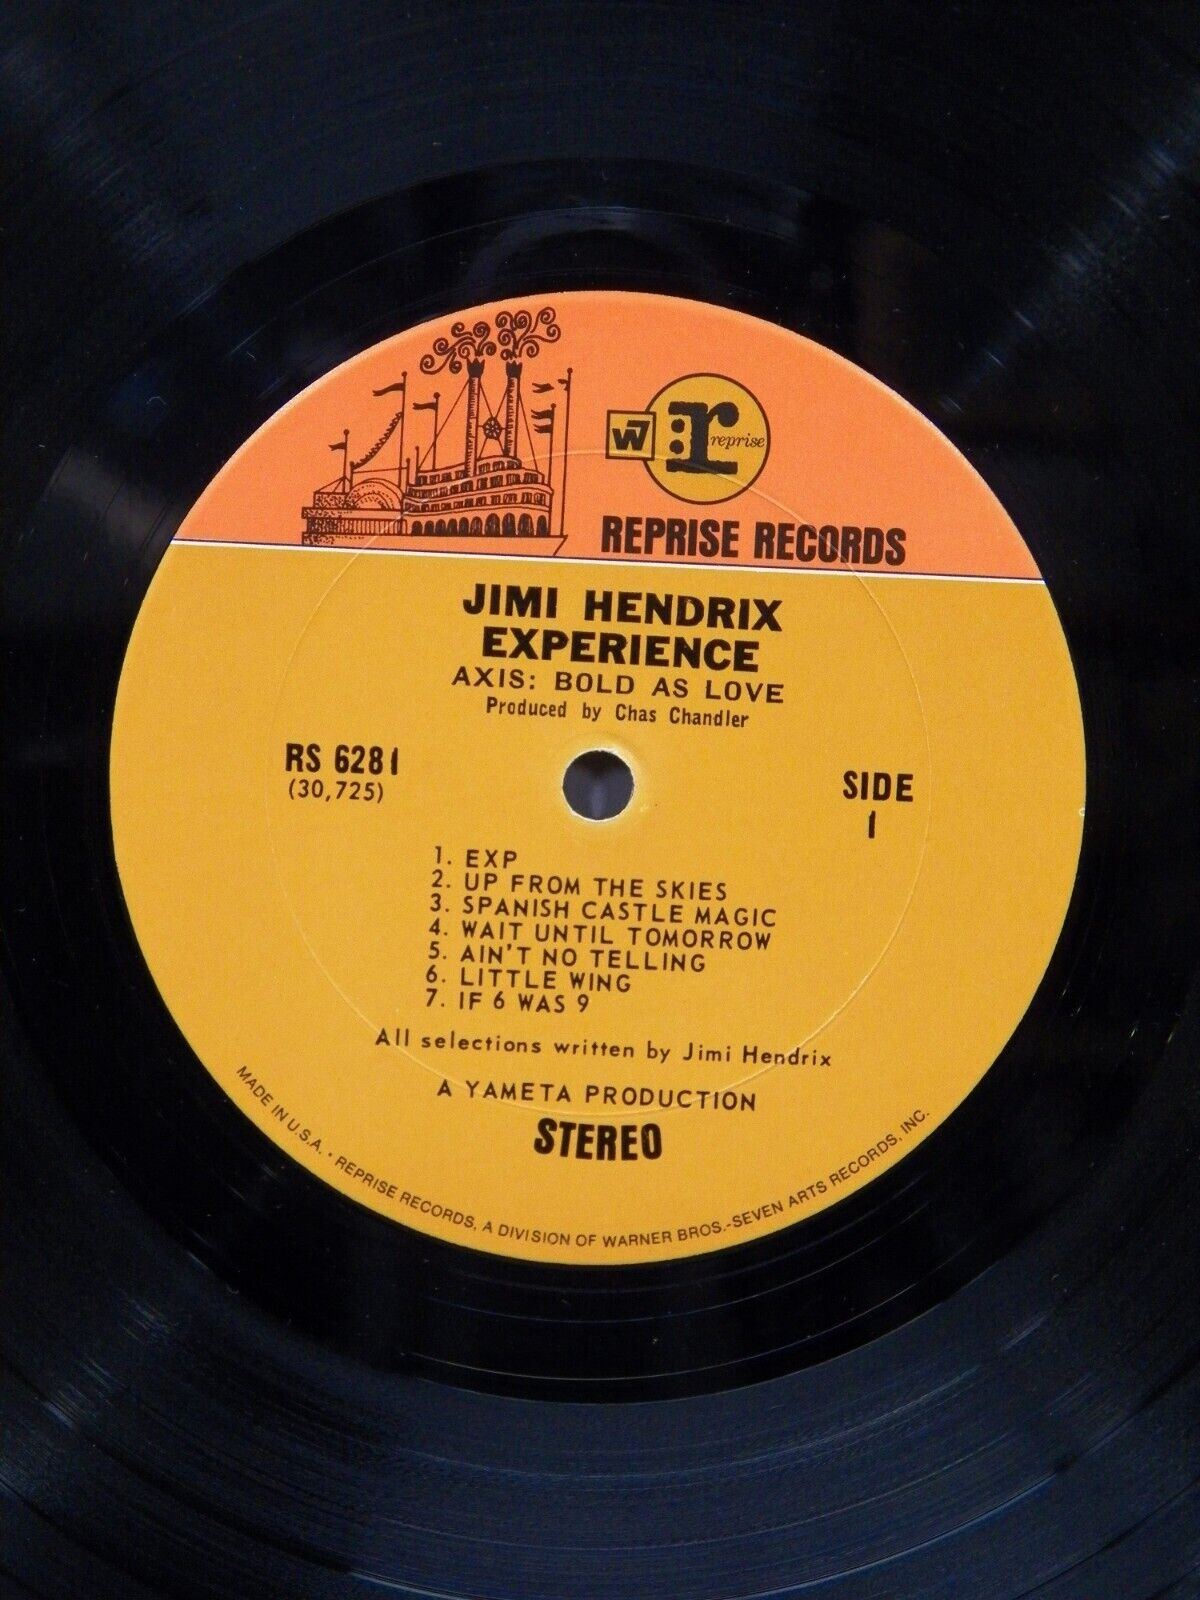 W7
r reprise
REPRISE RECORDS
JIMI HENDRIX
EXPERIENCE
AXIS: BOLD AS LOVE
Produced by Chas Chandler
RS 6281
(30,725)
SIDE
1
1. EXP
2. UP FROM THE SKIES
3. SPANISH CASTLE MAGIC
4. WAIT UNTIL TOMORROW
5. AIN'T NO TELLING
6. LITTLE WING
7. IF 6 WAS 9
All selections written by Jimi Hendrix
A YAMETA PRODUCTION
STEREO
MADE IN U.S.A. • REPRISE RECORDS, A DIVISION OF WARNER BROS.-SEVEN ARTS RECORDS, INC.